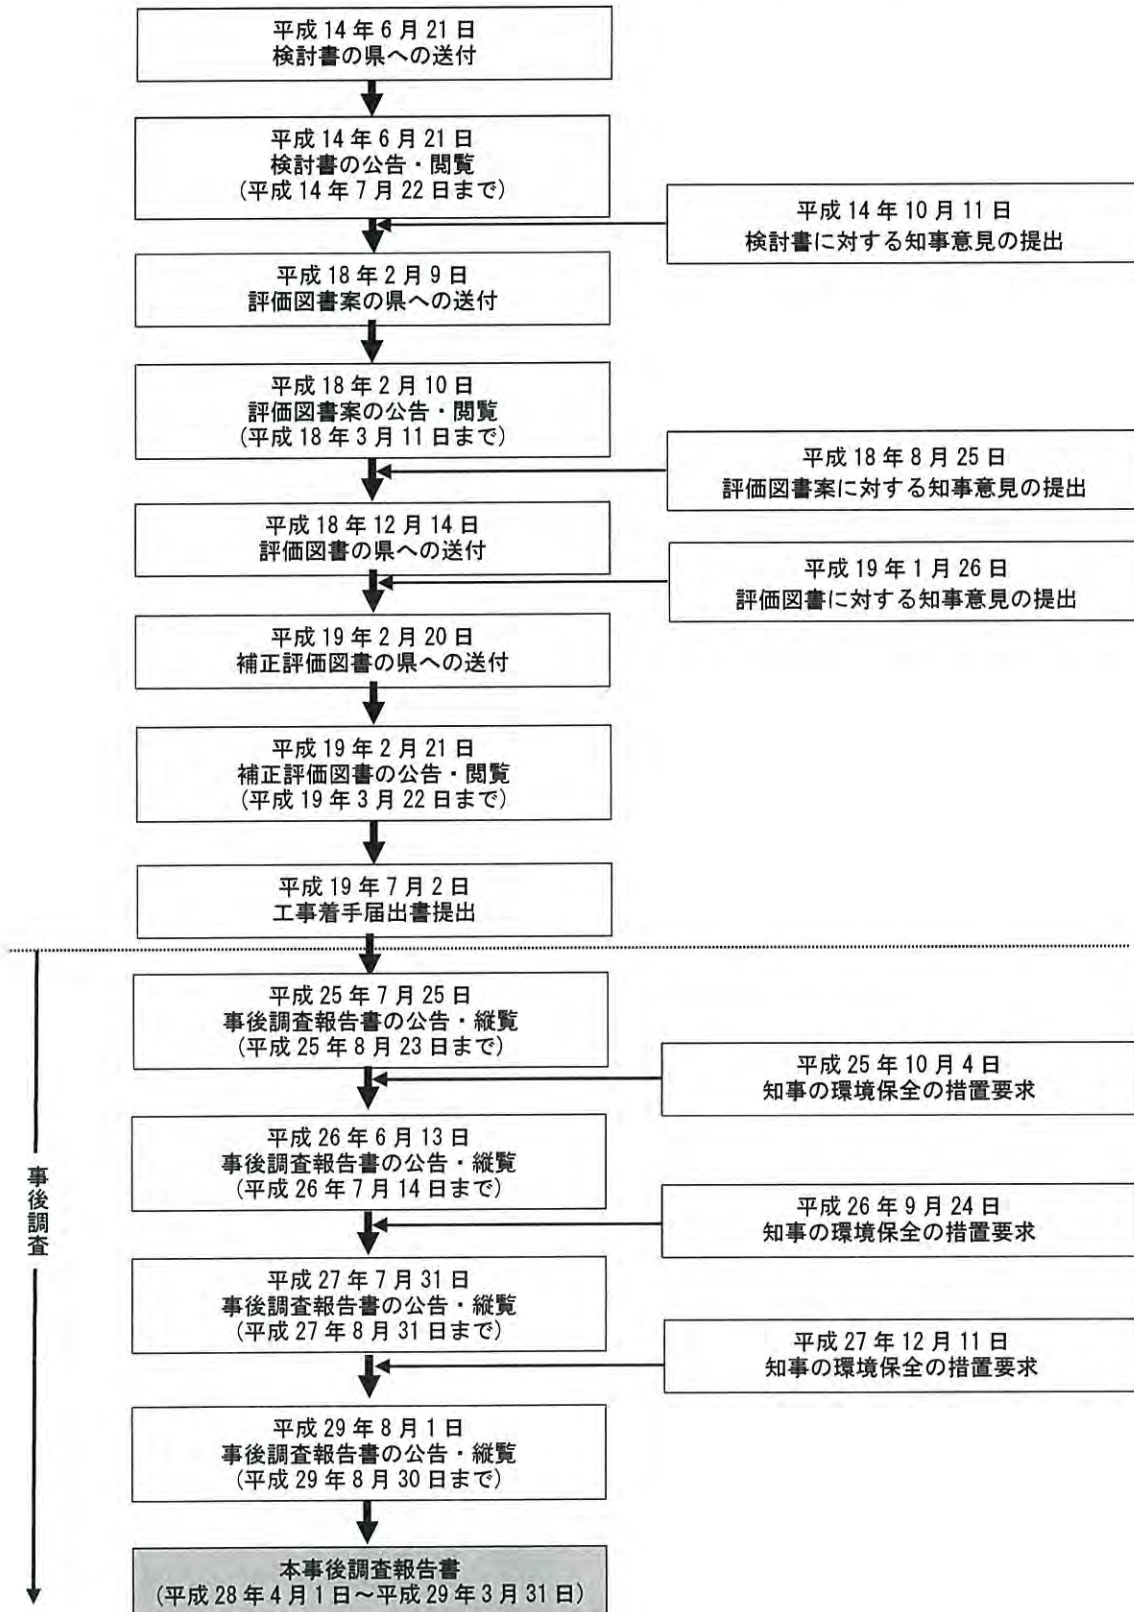 平成 14 年 6 月 21 日
検討書の県への送付
平成 14 年 6 月 21 日
検討書の公告・閲覧
(平成 14 年 7 月 22 日まで)
平成 14 年 10 月 11 日
検討書に対する知事意見の提出
平成 18 年 2 月 9 日
評価図書案の県への送付
平成 18 年 2 月 10 日
評価図書案の公告・閲覧
(平成 18 年 3 月 11 日まで)
平成 18 年 8 月 25 日
評価図書案に対する知事意見の提出
平成 18 年 12 月 14 日
評価図書の県への送付
平成 19 年 1 月 26 日
評価図書に対する知事意見の提出
平成 19 年 2 月 20 日
補正評価図書の県への送付
平成 19 年 2 月 21 日
補正評価図書の公告・閲覧
(平成 19 年 3 月 22 日まで)
平成 19 年 7 月 2 日
工事着手届出書提出
事後調査
平成 25 年 7 月 25 日
事後調査報告書の公告・縦覧
(平成 25 年 8 月 23 日まで)
平成 25 年 10 月 4 日
知事の環境保全の措置要求
平成 26 年 6 月 13 日
事後調査報告書の公告・縦覧
(平成 26 年 7 月 14 日まで)
平成 26 年 9 月 24 日
知事の環境保全の措置要求
平成 27 年 7 月 31 日
事後調査報告書の公告・縦覧
(平成 27 年 8 月 31 日まで)
平成 27 年 12 月 11 日
知事の環境保全の措置要求
平成 29 年 8 月 1 日
事後調査報告書の公告・縦覧
(平成 29 年 8 月 30 日まで)
本事後調査報告書
(平成 28 年 4 月 1 日～平成 29 年 3 月 31 日)